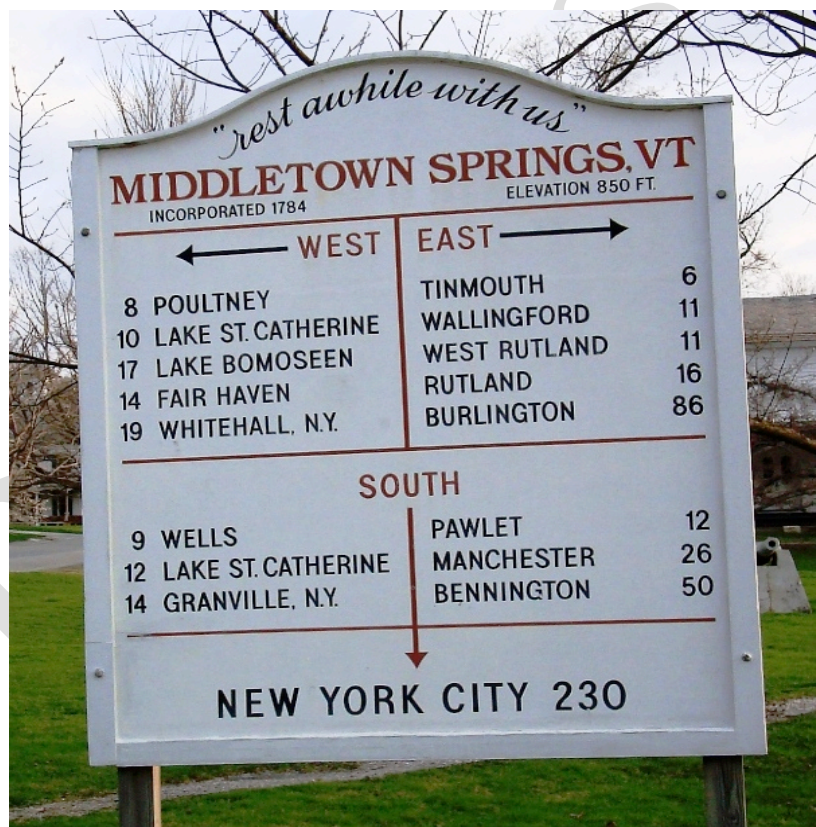 "rest awhile with us"
MIDDLETOWN SPRINGS, VT
INCORPORATED 1784 ELEVATION 850 FT.
WEST EAST
8 POULTNEY
10 LAKE ST. CATHERINE
17 LAKE BOMOSEEN
14 FAIR HAVEN
19 WHITEHALL, N.Y.
TINMOUTH 6
WALLINGFORD 11
WEST RUTLAND 11
RUTLAND 16
BURLINGTON 86
SOUTH
9 WELLS
12 LAKE ST. CATHERINE
14 GRANVILLE, N.Y.
PAWLET 12
MANCHESTER 26
BENNINGTON 50
NEW YORK CITY 230